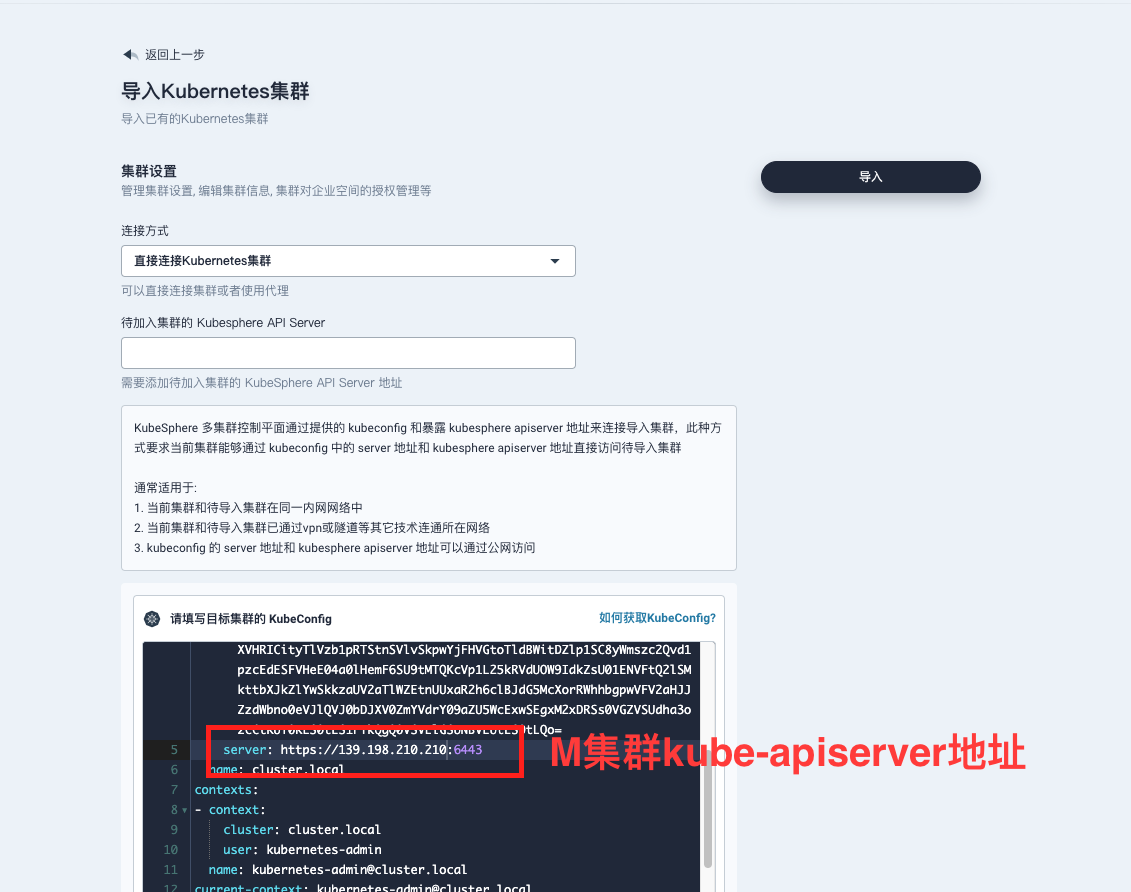 返回上一步
导入Kubernetes集群
导入已有的Kubernetes集群
集群设置
管理集群设置, 编辑集群信息, 集群对企业空间的授权管理等
导入
连接方式
直接连接Kubernetes集群
可以直接连接集群或者使用代理
待加入集群的 Kubesphere API Server
需要添加待加入集群的 KubeSphere API Server 地址
KubeSphere 多集群控制平面通过提供的 kubeconfig 和暴露 kubesphere apiserver 地址来连接导入集群，此种方
式要求当前集群能够通过 kubeconfig 中的 server 地址和 kubesphere apiserver 地址直接访问待导入集群
通常适用于:
1. 当前集群和待导入集群在同一内网网络中
2. 当前集群和待导入集群已通过vpn或隧道等其它技术连通所在网络
3. kubeconfig 的 server 地址和 kubesphere apiserver 地址可以通过公网访问
请填写目标集群的 KubeConfig
如何获取KubeConfig?
XVHRICityTlVzb1pRTStnSVlvSkpwYjFHVGtoTldBWitDZlp1SC8yWmszc2Qvd1
pzcEdESFVHeE04a0lHemF6SU9tMTQKcVp1L25kRVdUOW9IdkZsU01ENVFtQ2lSM
kttbXJkZlYwSkkzaUV2aTlWZEtnUUxaR2h6clBJdG5McXorRWhhbgpwVFV2aHJJ
ZzdWbno0eVJlQVJ0bDJXV0ZmYVdrY09aZU5WcExwSEgxM2xDRSs0VGZVSUdha3o
5 server: https://139.198.210.210:6443
M集群kube-apiserver地址
6 name: cluster.local
7 contexts:
8 - context:
9 cluster: cluster.local
10 user: kubernetes-admin
11 name: kubernetes-admin@cluster.local
12 current-context: kubernetes-admin@cluster.local